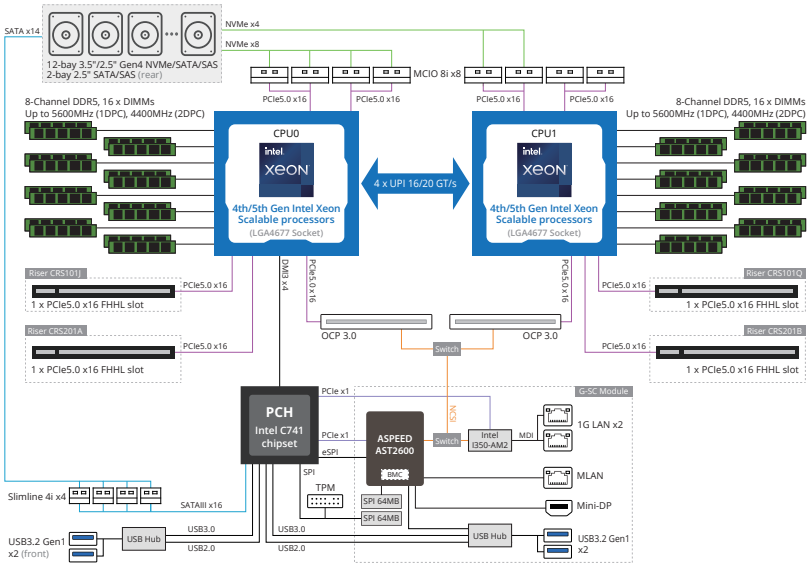 SATA x14
NVMe x4
NVMe x8
12-bay 3.5"/2.5" Gen4 NVMe/SATA/SAS
2-bay 2.5" SATA/SAS (rear)
MCIO 8i x8
PCIe5.0 x16
PCIe5.0 x16
PCIe5.0 x16
PCIe5.0 x16
8-Channel DDR5, 16 x DIMMs
Up to 5600MHz (1DPC), 4400MHz (2DPC)
8-Channel DDR5, 16 x DIMMs
Up to 5600MHz (1DPC), 4400MHz (2DPC)
CPU0
intel
xeon
4th/5th Gen Intel Xeon
Scalable processors
(LGA4677 Socket)
4 x UPI 16/20 GT/s
CPU1
intel
xeon
4th/5th Gen Intel Xeon
Scalable processors
(LGA4677 Socket)
Riser CRS101J
PCIe5.0 x16
1 x PCIe5.0 x16 FHHL slot
DMI3 x4
PCIe5.0 x16
PCIe5.0 x16
Riser CRS101Q
PCIe5.0 x16
1 x PCIe5.0 x16 FHHL slot
Riser CRS201A
PCIe5.0 x16
1 x PCIe5.0 x16 FHHL slot
OCP 3.0
OCP 3.0
Switch
Riser CRS201B
PCIe5.0 x16
1 x PCIe5.0 x16 FHHL slot
PCH
Intel C741
chipset
PCIe x1
PCIe x1
eSPI
SPI
G-SC Module
NCSI
ASPEED
AST2600
BMC
Switch
Intel
i350-AM2
MDI
1G LAN x2
MLAN
Mini-DP
TPM
SPI 64MB
SPI 64MB
Slimline 4i x4
SATAIII x16
USB3.2 Gen1
x2 (front)
USB Hub
USB3.0
USB2.0
USB3.0
USB2.0
USB Hub
USB3.2 Gen1
x2